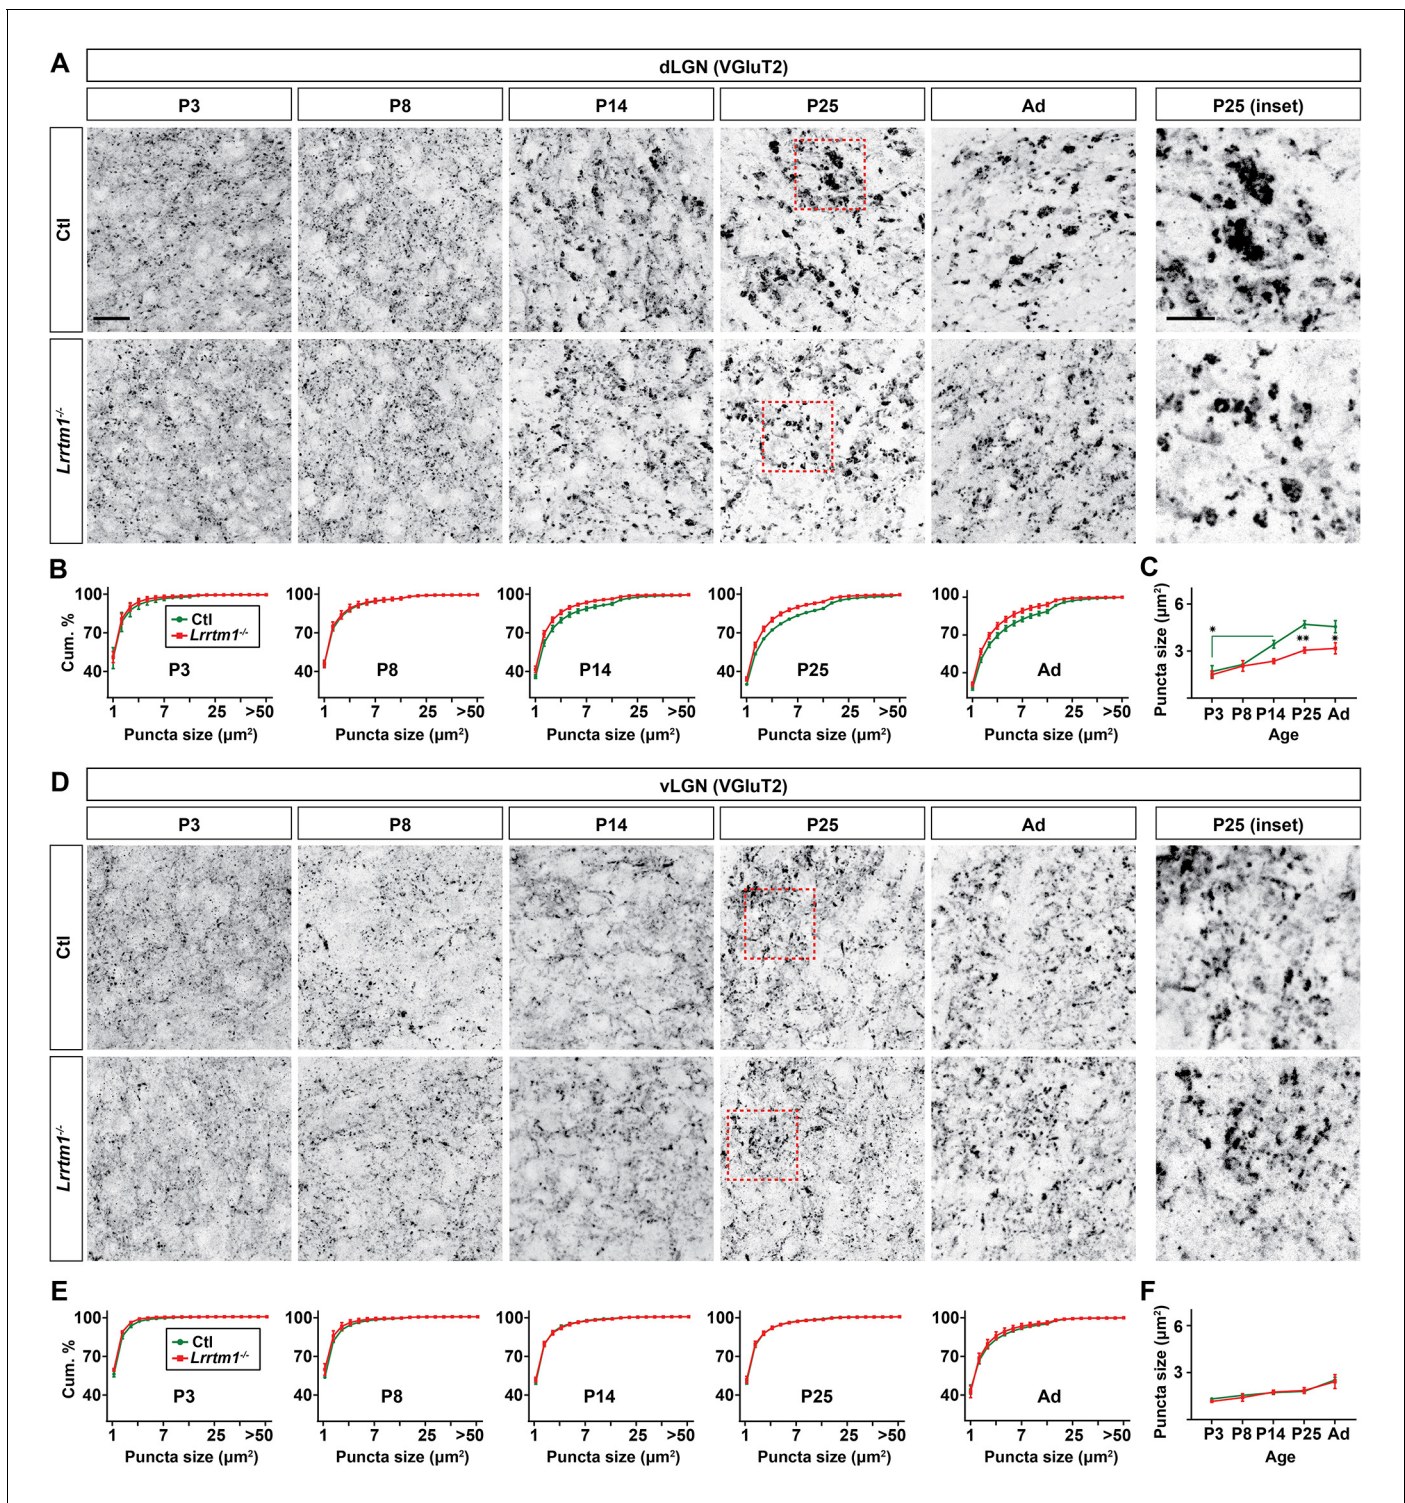 A
dLGN (VGluT2)
P3 P8 P14 P25 Ad P25 (inset)
Ctl
Lrrtm1-/-
B
C
100
70
40
Cum. %
Ctl
Lrrtm1-/-
P3
1 7 25 >50
Puncta size (µm2)
100
70
40
P8
1 7 25 >50
Puncta size (µm2)
100
70
40
P14
1 7 25 >50
Puncta size (µm2)
100
70
40
P25
1 7 25 >50
Puncta size (µm2)
100
70
40
Ad
1 7 25 >50
Puncta size (µm2)
Puncta size (µm2)
6
3
*
**
*
P3 P8 P14 P25 Ad
Age
D
vLGN (VGluT2)
P3 P8 P14 P25 Ad P25 (inset)
Ctl
Lrrtm1-/-
E
F
100
70
40
Cum. %
Ctl
Lrrtm1-/-
P3
1 7 25 >50
Puncta size (µm2)
100
70
40
P8
1 7 25 >50
Puncta size (µm2)
100
70
40
P14
1 7 25 >50
Puncta size (µm2)
100
70
40
P25
1 7 25 >50
Puncta size (µm2)
100
70
40
Ad
1 7 25 >50
Puncta size (µm2)
Puncta size (µm2)
6
3
P3 P8 P14 P25 Ad
Age